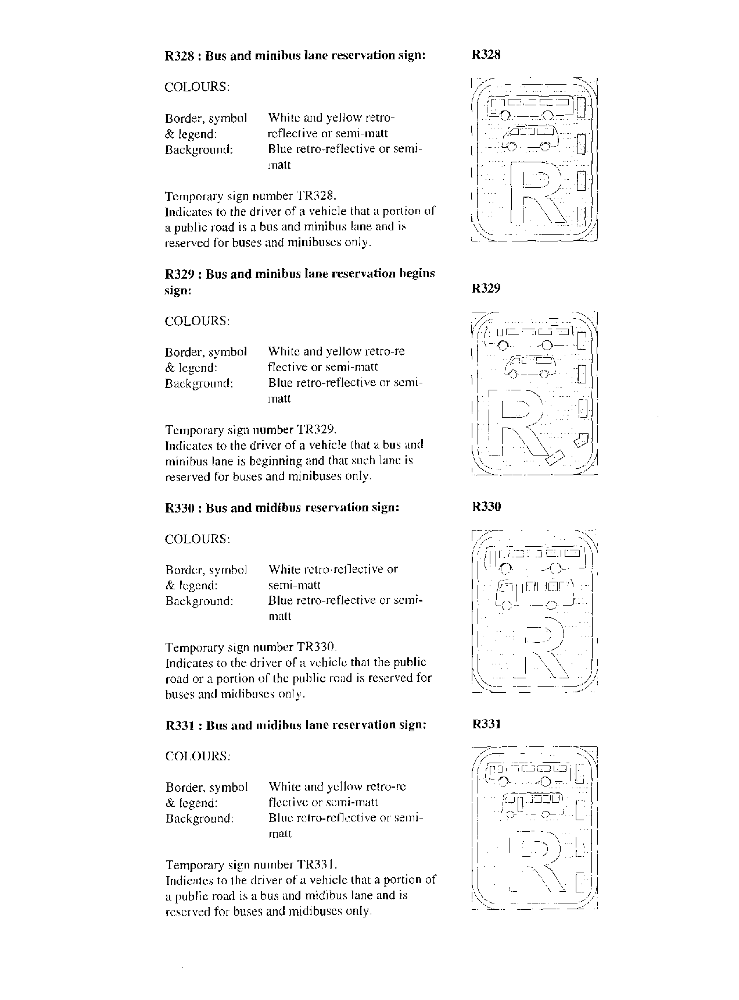 R328 : Bus and minibus lane reservation sign: R328
COLOURS:
Border, symbol White and yellow retro-
& legend: reflective or semi-matt
Background: Blue retro-reflective or semi-
matt
R
Temporary sign number TR328.
Indicates to the driver of a vehicle that a portion of
a public road is a bus and minibus lane and is
reserved for buses and minibuses only.
R329 : Bus and minibus lane reservation begins
sign: R329
COLOURS:
Border, symbol White and yellow retro-re
& legend: flective or semi-matt
Background: Blue retro-reflective or semi-
matt
R
Temporary sign number TR329.
Indicates to the driver of a vehicle that a bus and
minibus lane is beginning and that such lane is
reserved for buses and minibuses only.
R330 : Bus and midibus reservation sign: R330
COLOURS:
Border, symbol White retro-reflective or
& legend: semi-matt
Background: Blue retro-reflective or semi-
matt
R
Temporary sign number TR330.
Indicates to the driver of a vehicle that the public
road or a portion of the public road is reserved for
buses and midibuses only.
R331 : Bus and midibus lane reservation sign: R331
COLOURS:
Border, symbol White and yellow retro-re
& legend: flective or semi-matt
Background: Blue retro-reflective or semi-
matt
R
Temporary sign number TR331.
Indicates to the driver of a vehicle that a portion of
a public road is a bus and midibus lane and is
reserved for buses and midibuses only.